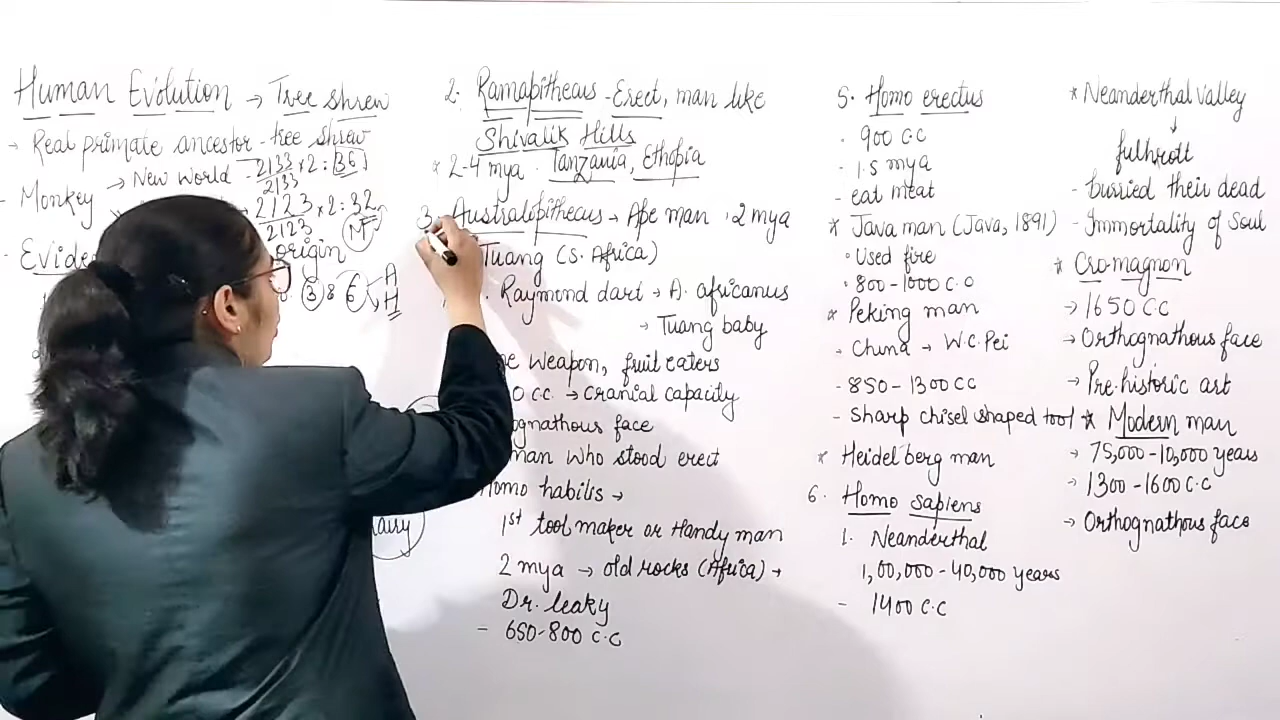 Human Evolution → Tree shrew
→ Real primate ancestor - tree shrew
- Monkey → New World - 2133/2133 × 2 = 36
2123/2123 × 2 = 32
M
origin
3 8 € A
H
2. Ramapithecus - Erect, man like
Shivalik Hills
* 2-4 mya . Tanzania, Ethopia
3. Australopithecus → Ape man , 2 mya
Tuang (S. Africa)
Raymond dart → A. africanus
→ Tuang baby
weapon, fruit eaters
0 c.c. → cranial capacity
ognathous face
man who stood erect
Homo habilis →
1st tool maker or Handy man
2 mya → old rocks (Africa) →
Dr. leaky
- 650-800 c.c
5. Homo erectus
. 900 cc
- 1.5 mya
- eat meat
* Java man (Java, 1891)
. Used fire
. 800-1000 c.c
* Peking man
- China → W.C. Pei
- 850-1300 cc
- Sharp chisel shaped tool
* Heidelberg man
6. Homo sapiens
1. Neanderthal
1,00,000-40,000 years
- 1400 c.c
* Neanderthal valley
↓
fulhrott
- burried their dead
- Immortality of Soul
* Cro-magnon
→ 1650 cc
→ Orthognathous face
→ Pre-historic art
* Modern man
→ 75,000-10,000 years
→ 1300-1600 c.c
→ Orthognathous face